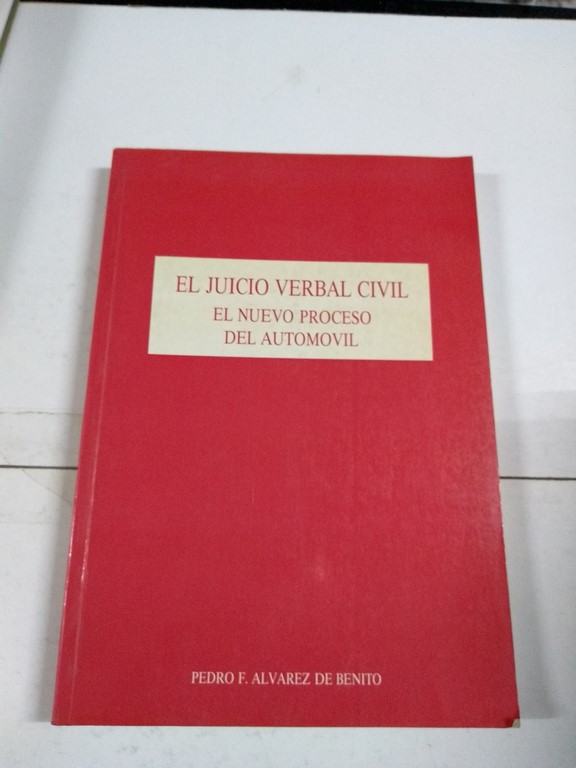 EL JUICIO VERBAL CIVIL
EL NUEVO PROCESO
DEL AUTOMOVIL
PEDRO F. ALVAREZ DE BENITO